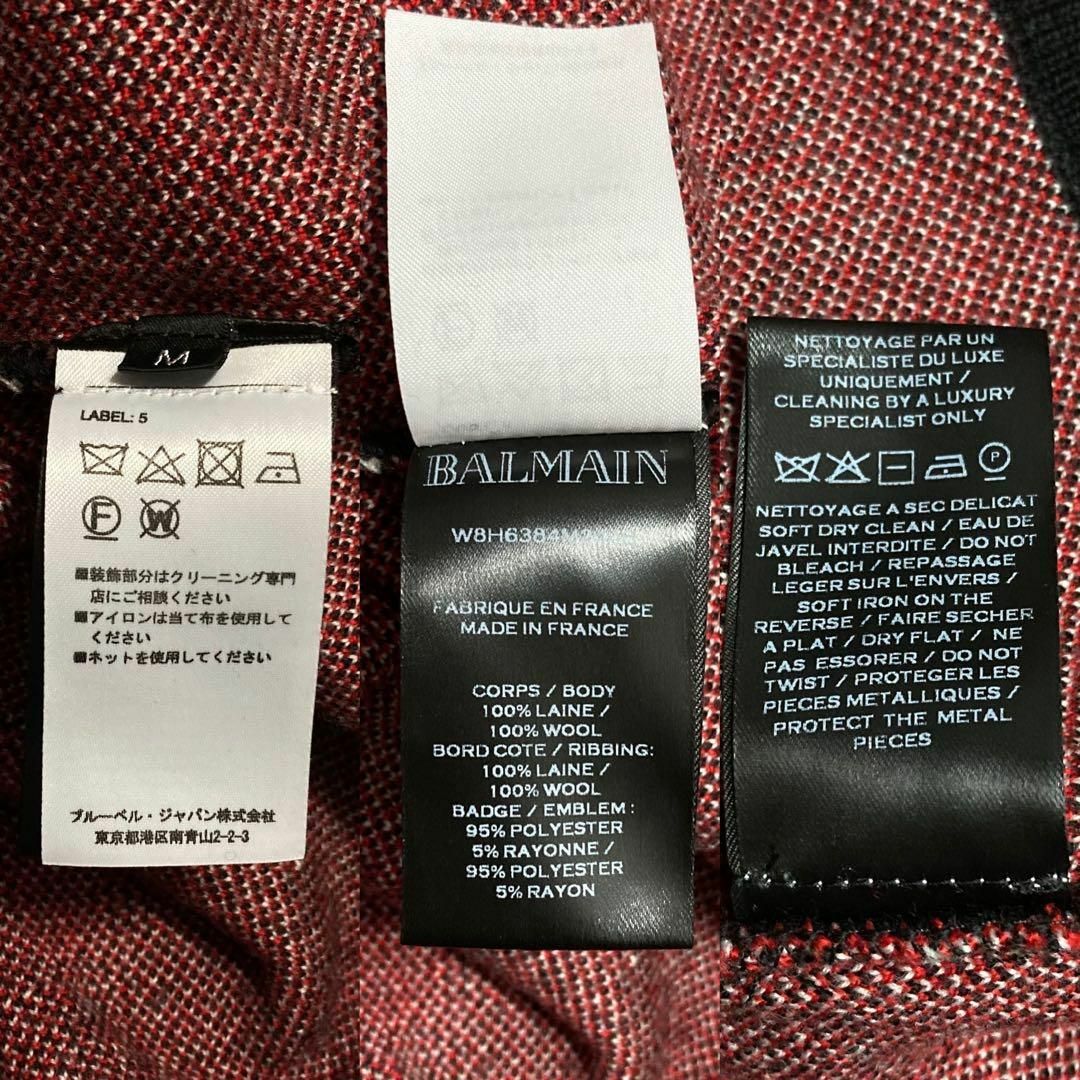 M
LABEL: 5
F W
■装飾部分はクリーニング専門
店にご相談ください
■アイロンは当て布を使用して
ください
■ネットを使用してください
ブルーベル・ジャパン株式会社
東京都港区南青山2-2-3
BALMAIN
FABRIQUE EN FRANCE
MADE IN FRANCE
CORPS / BODY
100% LAINE /
100% WOOL
BORD COTE / RIBBING:
100% LAINE /
100% WOOL
BADGE / EMBLEM :
95% POLYESTER
5% RAYONNE /
95% POLYESTER
5% RAYON
NETTOYAGE PAR UN
SPECIALISTE DU LUXE
UNIQUEMENT /
CLEANING BY A LUXURY
SPECIALIST ONLY
P
NETTOYAGE A SEC DELICAT
SOFT DRY CLEAN / EAU DE
JAVEL INTERDITE / DO NOT
BLEACH / REPASSAGE
LEGER SUR L'ENVERS /
SOFT IRON ON THE
REVERSE / FAIRE SECHER
A PLAT / DRY FLAT / NE
PAS ESSORER / DO NOT
TWIST / PROTEGER LES
PIECES METALLIQUES /
PROTECT THE METAL
PIECES